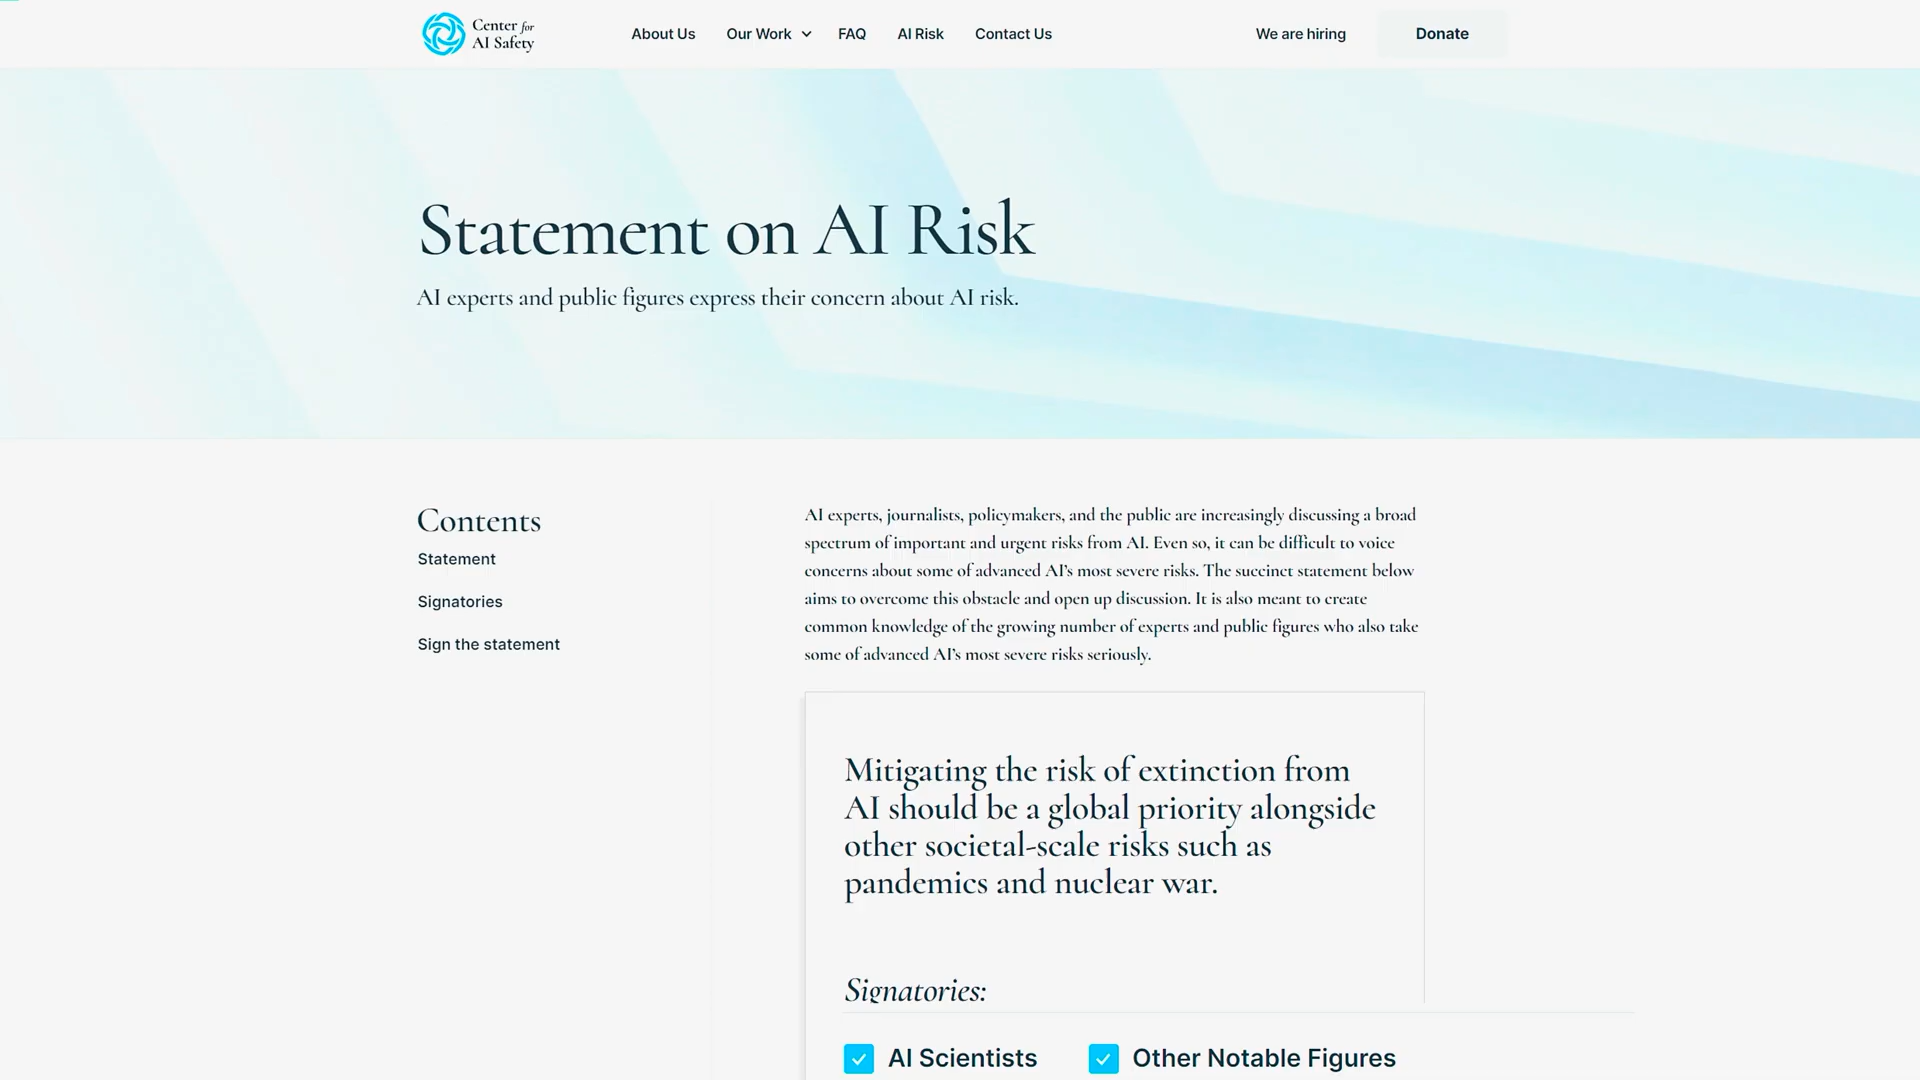 Center for
AI Safety
About Us
Our Work
FAQ
AI Risk
Contact Us
We are hiring
Donate
Statement on AI Risk
AI experts and public figures express their concern about AI risk.
Contents
Statement
Signatories
Sign the statement
AI experts, journalists, policymakers, and the public are increasingly discussing a broad
spectrum of important and urgent risks from AI. Even so, it can be difficult to voice
concerns about some of advanced AI’s most severe risks. The succinct statement below
aims to overcome this obstacle and open up discussion. It is also meant to create
common knowledge of the growing number of experts and public figures who also take
some of advanced AI’s most severe risks seriously.
Mitigating the risk of extinction from
AI should be a global priority alongside
other societal-scale risks such as
pandemics and nuclear war.
Signatories:
AI Scientists
Other Notable Figures